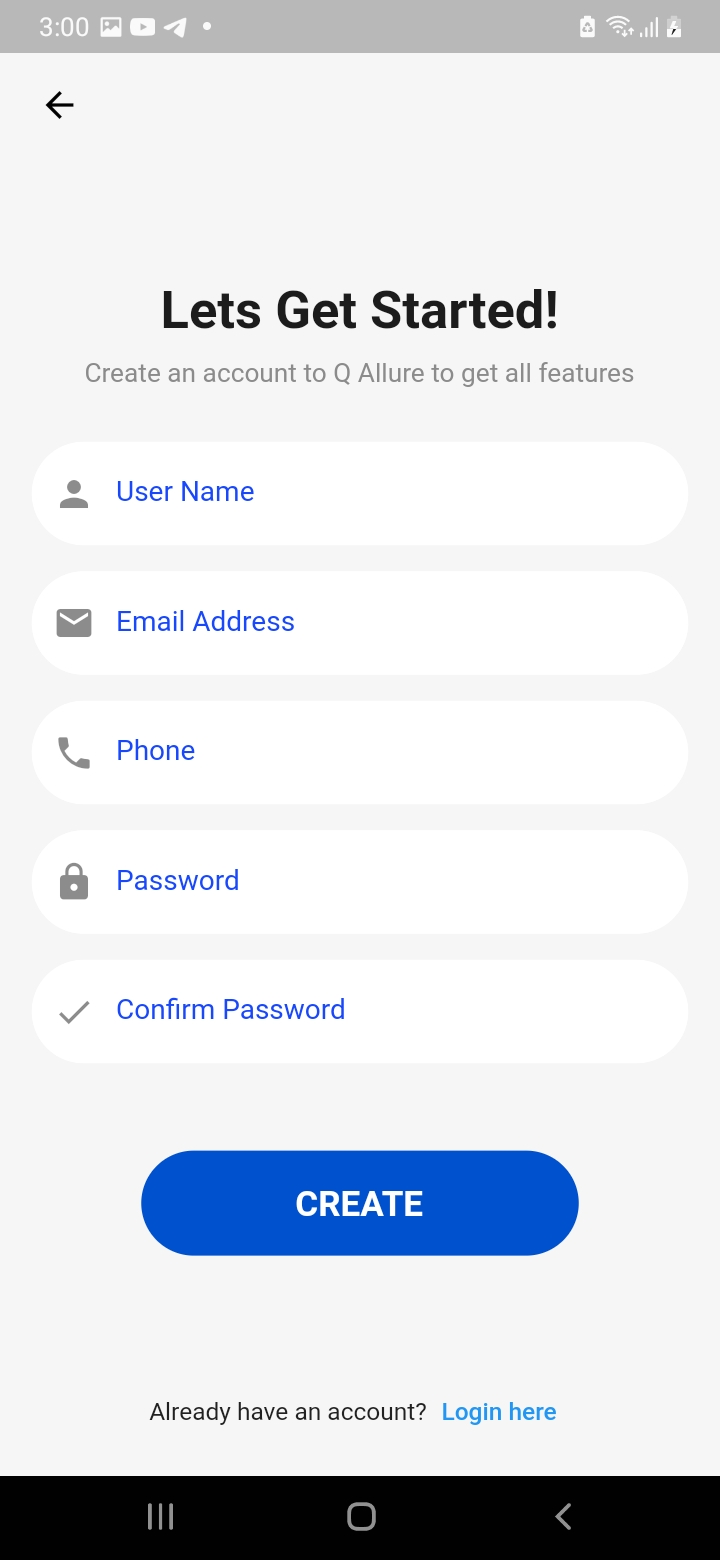 3:00
Lets Get Started!
Create an account to Q Allure to get all features
User Name
Email Address
Phone
Password
Confirm Password
CREATE
Already have an account? Login here